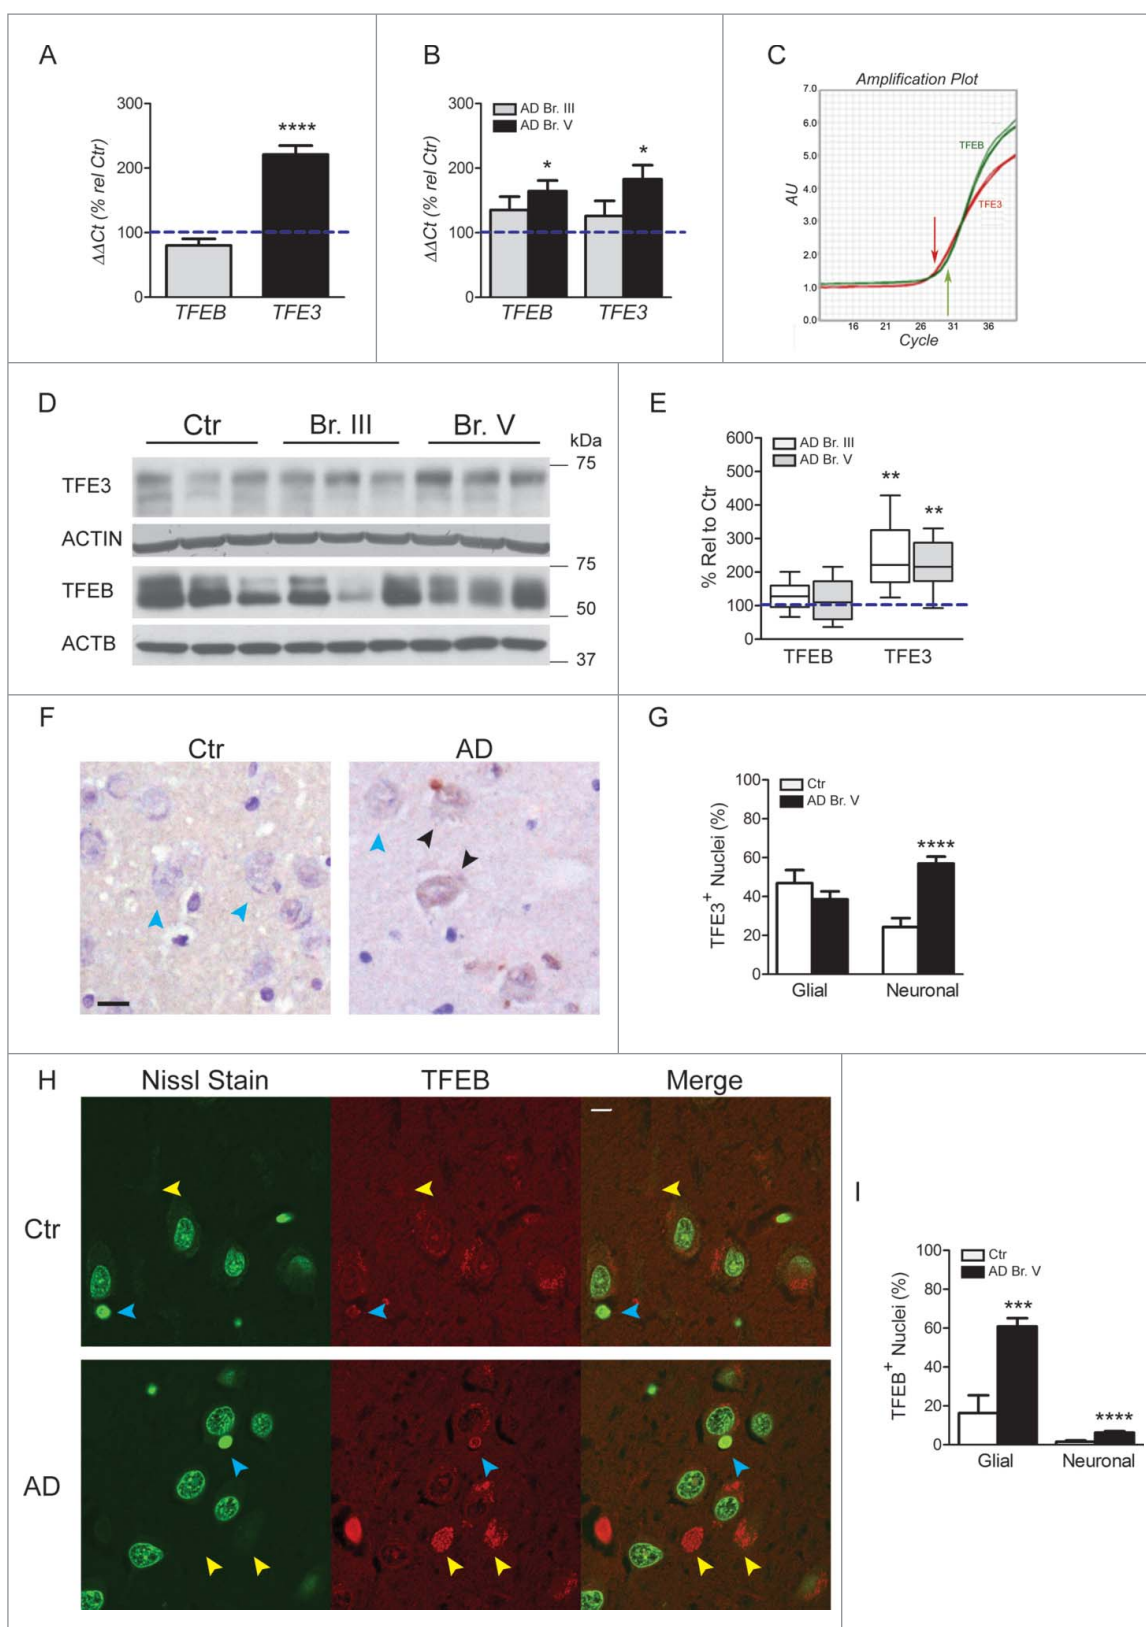 A
300
200
100
0
ΔΔCt (% rel Ctr)
****
TFEB
TFE3
B
300
200
100
0
ΔΔCt (% rel Ctr)
AD Br. III
AD Br. V
*
*
TFEB
TFE3
C
Amplification Plot
7.0
6.0
5.0
4.0
3.0
2.0
1.0
0.0
AU
TFEB
TFE3
16 21 26 31 36
Cycle
D
Ctr Br. III Br. V
kDa
TFE3
75
ACTIN
75
TFEB
50
ACTB
37
E
600
500
400
300
200
100
0
% Rel to Ctr
AD Br. III
AD Br. V
**
**
TFEB
TFE3
F
Ctr AD
G
100
80
60
40
20
0
TFE3+ Nuclei (%)
Ctr
AD Br. V
****
Glial Neuronal
H
Nissl Stain TFEB Merge
Ctr
AD
I
100
80
60
40
20
0
TFEB+ Nuclei (%)
Ctr
AD Br. V
***
****
Glial Neuronal